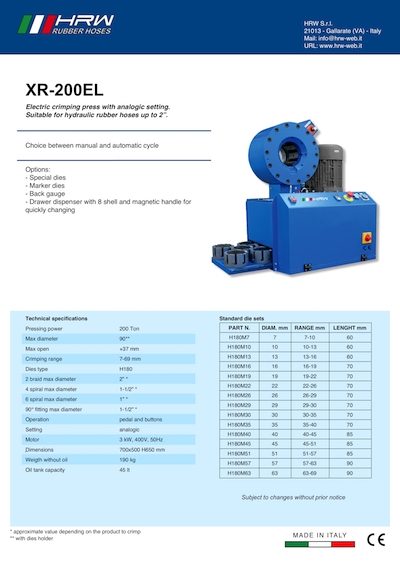 HRW
RUBBER HOSES
HRW S.r.l.
21013 - Gallarate (VA) - Italy
Mail: info@hrw-web.it
URL: www.hrw-web.it
XR-200EL
Electric crimping press with analogic setting.
Suitable for hydraulic rubber hoses up to 2".
Choice between manual and automatic cycle
Options:
- Special dies
- Marker dies
- Back gauge
- Drawer dispenser with 8 shell and magnetic handle for
quickly changing
Technical specifications
Pressing power 200 Ton
Max diameter 90**
Max open +37 mm
Crimping range 7-69 mm
Dies type H180
2 braid max diameter 2" *
4 spiral max diameter 1-1/2" *
6 spiral max diameter 1" *
90° fitting max diameter 1-1/2" *
Operation pedal and buttons
Setting analogic
Motor 3 kW, 400V, 50Hz
Dimensions 700x500 H650 mm
Weigth without oil 190 kg
Oil tank capacity 45 lt
Standard die sets
PART N. DIAM. mm RANGE mm LENGHT mm
H180M7 7 7-10 60
H180M10 10 10-13 60
H180M13 13 13-16 60
H180M16 16 16-19 70
H180M19 19 19-22 70
H180M22 22 22-26 70
H180M26 26 26-29 70
H180M29 29 29-30 70
H180M30 30 30-35 70
H180M35 35 35-40 70
H180M40 40 40-45 85
H180M45 45 45-51 85
H180M51 51 51-57 85
H180M57 57 57-63 90
H180M63 63 63-69 90
Subject to changes without prior notice
* approximate value depending on the product to crimp
** with dies holder
MADE IN ITALY
CE